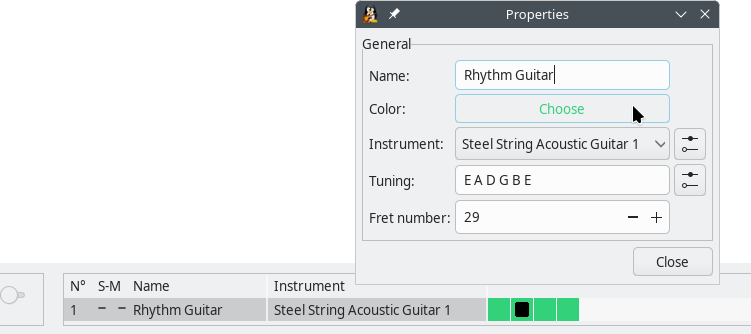 Properties
General
Name: Rhythm Guitar
Color: Choose
Instrument: Steel String Acoustic Guitar 1
Tuning: E A D G B E
Fret number: 29
Close
N° S-M Name Instrument
1 Rhythm Guitar Steel String Acoustic Guitar 1